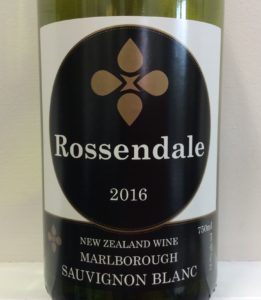 Rossendale
2016
750ml
NEW ZEALAND WINE
MARLBOROUGH
SAUVIGNON BLANC